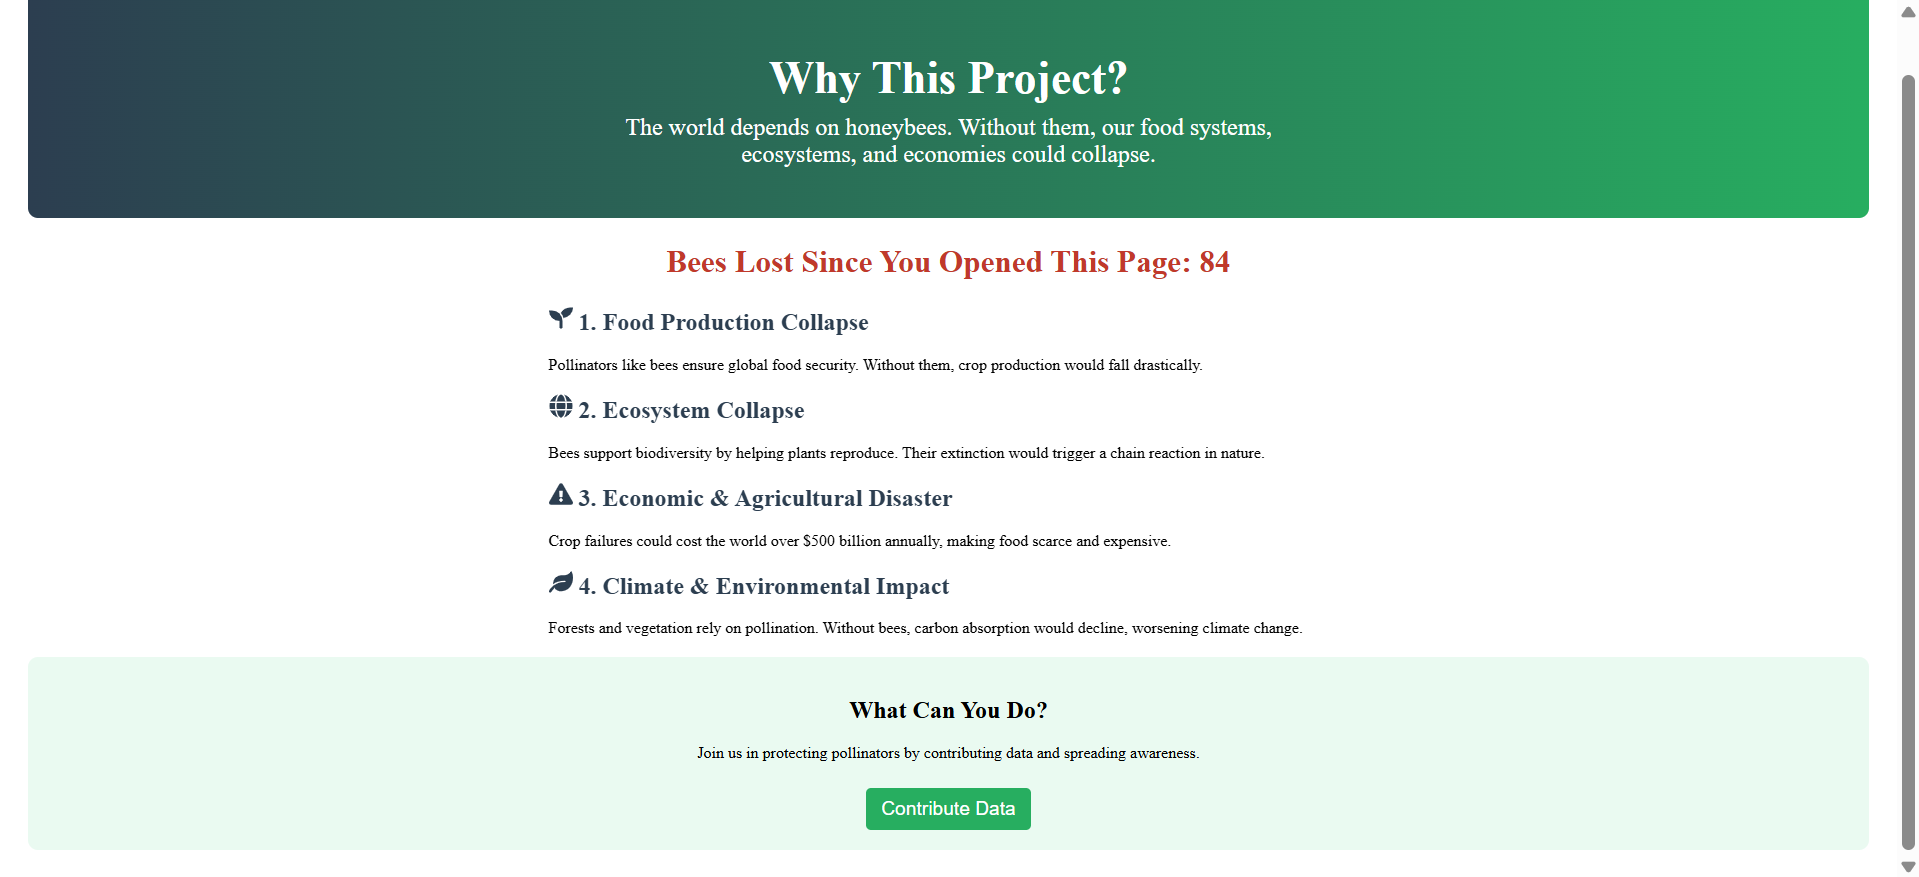 Why This Project?
The world depends on honeybees. Without them, our food systems,
ecosystems, and economies could collapse.
Bees Lost Since You Opened This Page: 84
1. Food Production Collapse
Pollinators like bees ensure global food security. Without them, crop production would fall drastically.
2. Ecosystem Collapse
Bees support biodiversity by helping plants reproduce. Their extinction would trigger a chain reaction in nature.
3. Economic & Agricultural Disaster
Crop failures could cost the world over $500 billion annually, making food scarce and expensive.
4. Climate & Environmental Impact
Forests and vegetation rely on pollination. Without bees, carbon absorption would decline, worsening climate change.
What Can You Do?
Join us in protecting pollinators by contributing data and spreading awareness.
Contribute Data